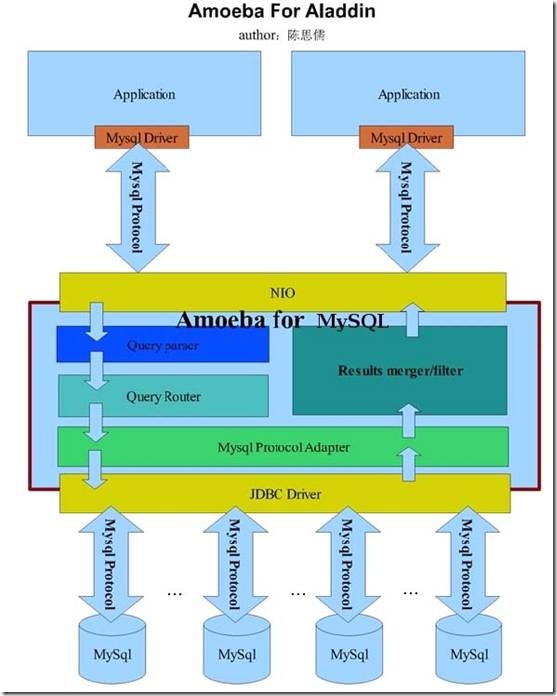 Amoeba For Aladdin
author：陈思儒
Application
Application
Mysql Driver
Mysql Driver
Mysql Protocol
Mysql Protocol
NIO
Amoeba for MySQL
Query parser
Results merger/filter
Query Router
Mysql Protocol Adapter
JDBC Driver
Mysql Protocol
Mysql Protocol
Mysql Protocol
Mysql Protocol
...
...
...
MySql
MySql
MySql
MySql